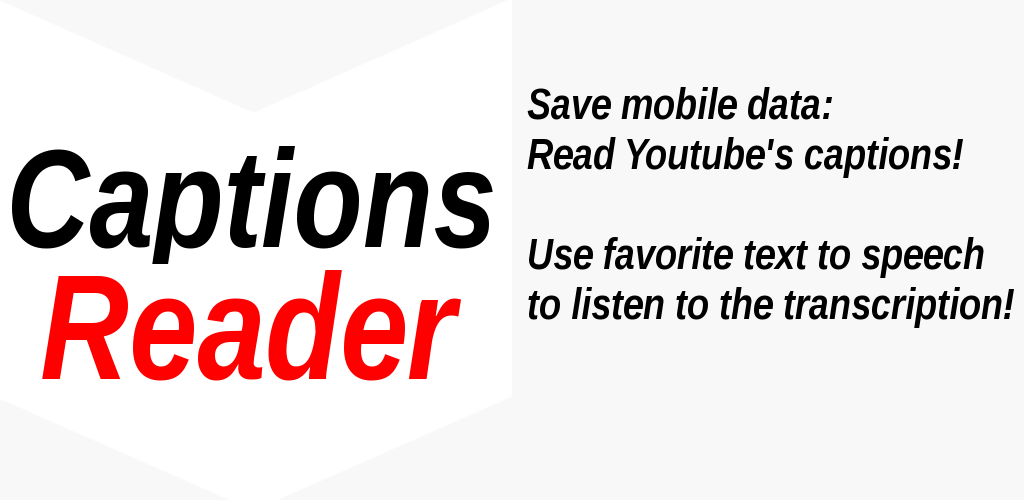 Captions
Reader
Save mobile data:
Read Youtube's captions!
Use favorite text to speech
to listen to the transcription!